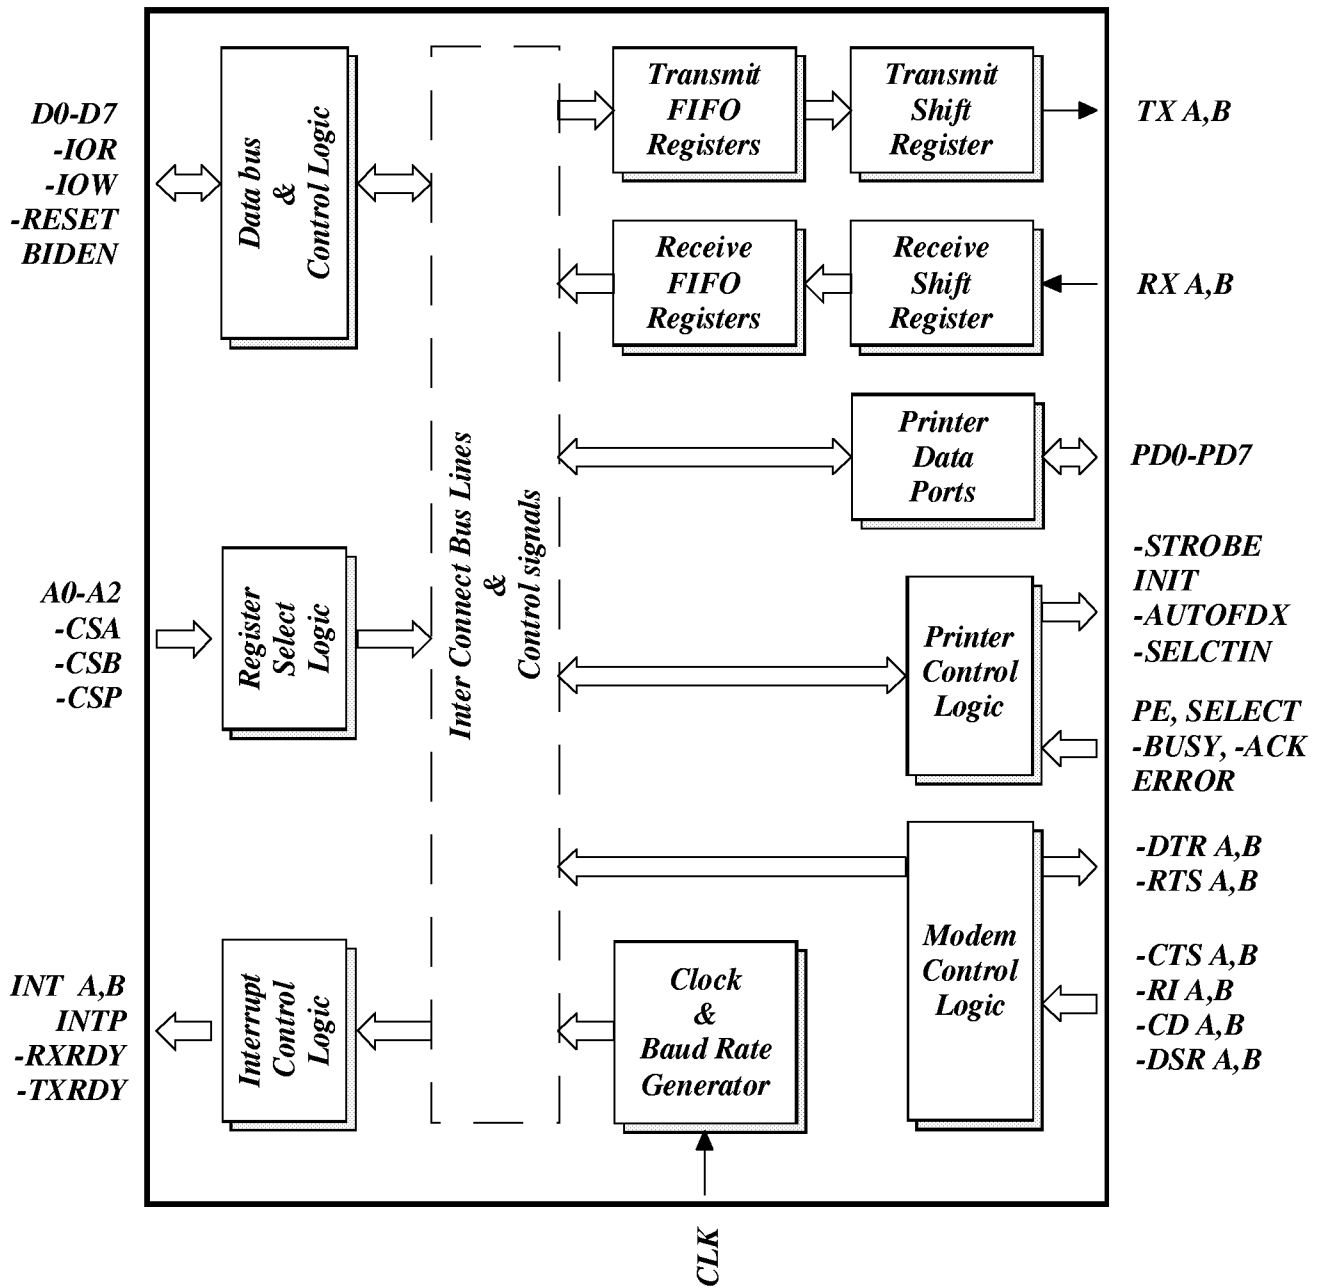 D0-D7
-IOR
-IOW
-RESET
BIDEN
Data bus
&
Control Logic
A0-A2
-CSA
-CSB
-CSP
Register
Select
Logic
INT A,B
INTP
-RXRDY
-TXRDY
Interrupt
Control
Logic
Inter Connect Bus Lines
&
Control signals
Transmit
FIFO
Registers
Transmit
Shift
Register
TX A,B
Receive
FIFO
Registers
Receive
Shift
Register
RX A,B
Printer
Data
Ports
PD0-PD7
Printer
Control
Logic
-STROBE
INIT
-AUTOFDX
-SELCTIN
PE, SELECT
-BUSY, -ACK
ERROR
Modem
Control
Logic
-DTR A,B
-RTS A,B
-CTS A,B
-RI A,B
-CD A,B
-DSR A,B
Clock
&
Baud Rate
Generator
CLK